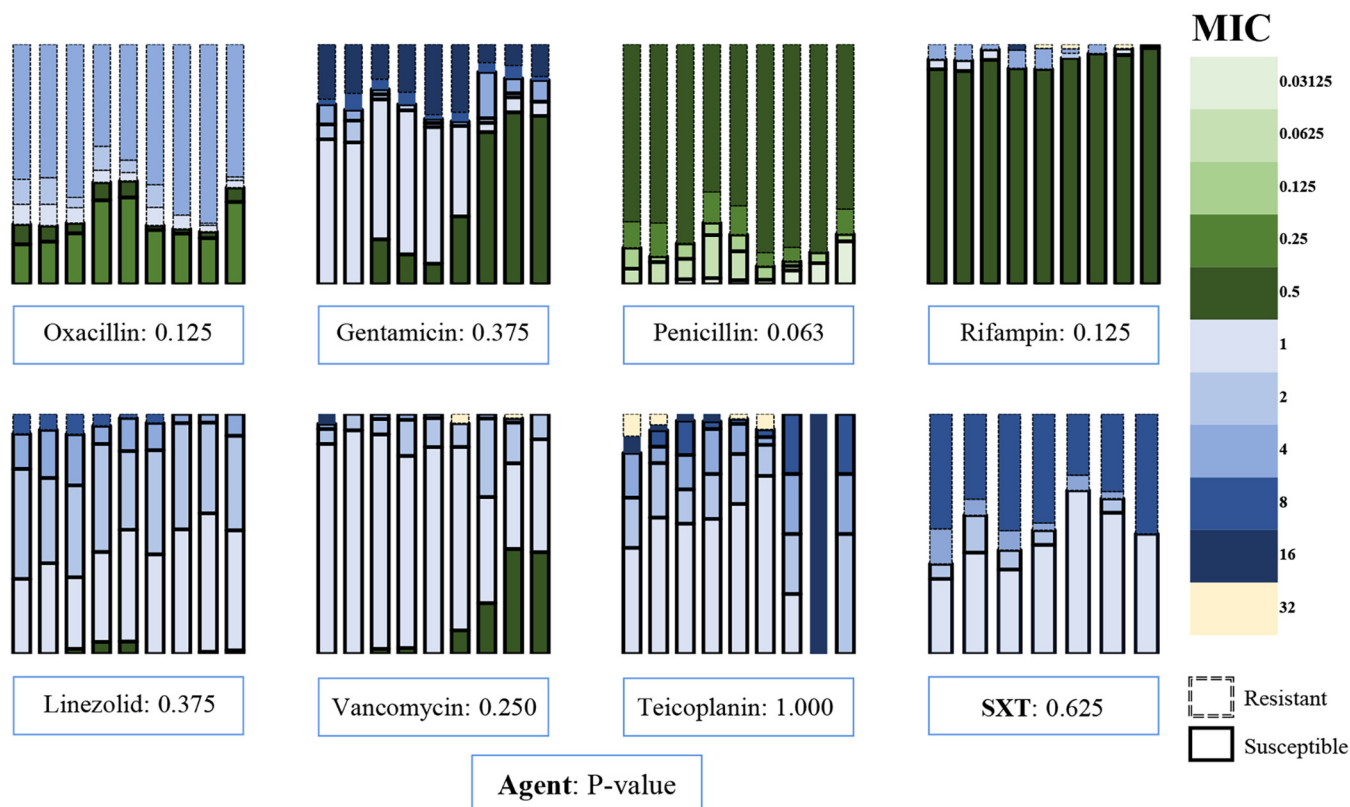 MIC
0.03125
0.0625
0.125
0.25
0.5
1
2
4
8
16
32
Oxacillin: 0.125
Gentamicin: 0.375
Penicillin: 0.063
Rifampin: 0.125
Linezolid: 0.375
Vancomycin: 0.250
Teicoplanin: 1.000
SXT: 0.625
Resistant
Susceptible
Agent: P-value